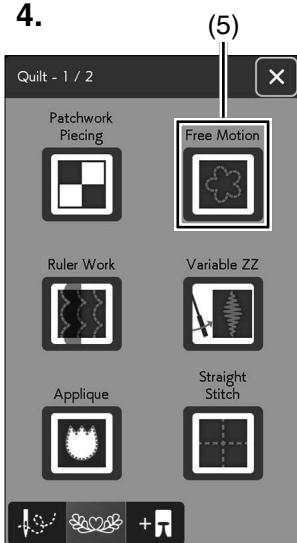 4.
(5)
Quilt - 1 / 2
Patchwork
Piecing
Free Motion
Ruler Work
Variable ZZ
Applique
Straight
Stitch